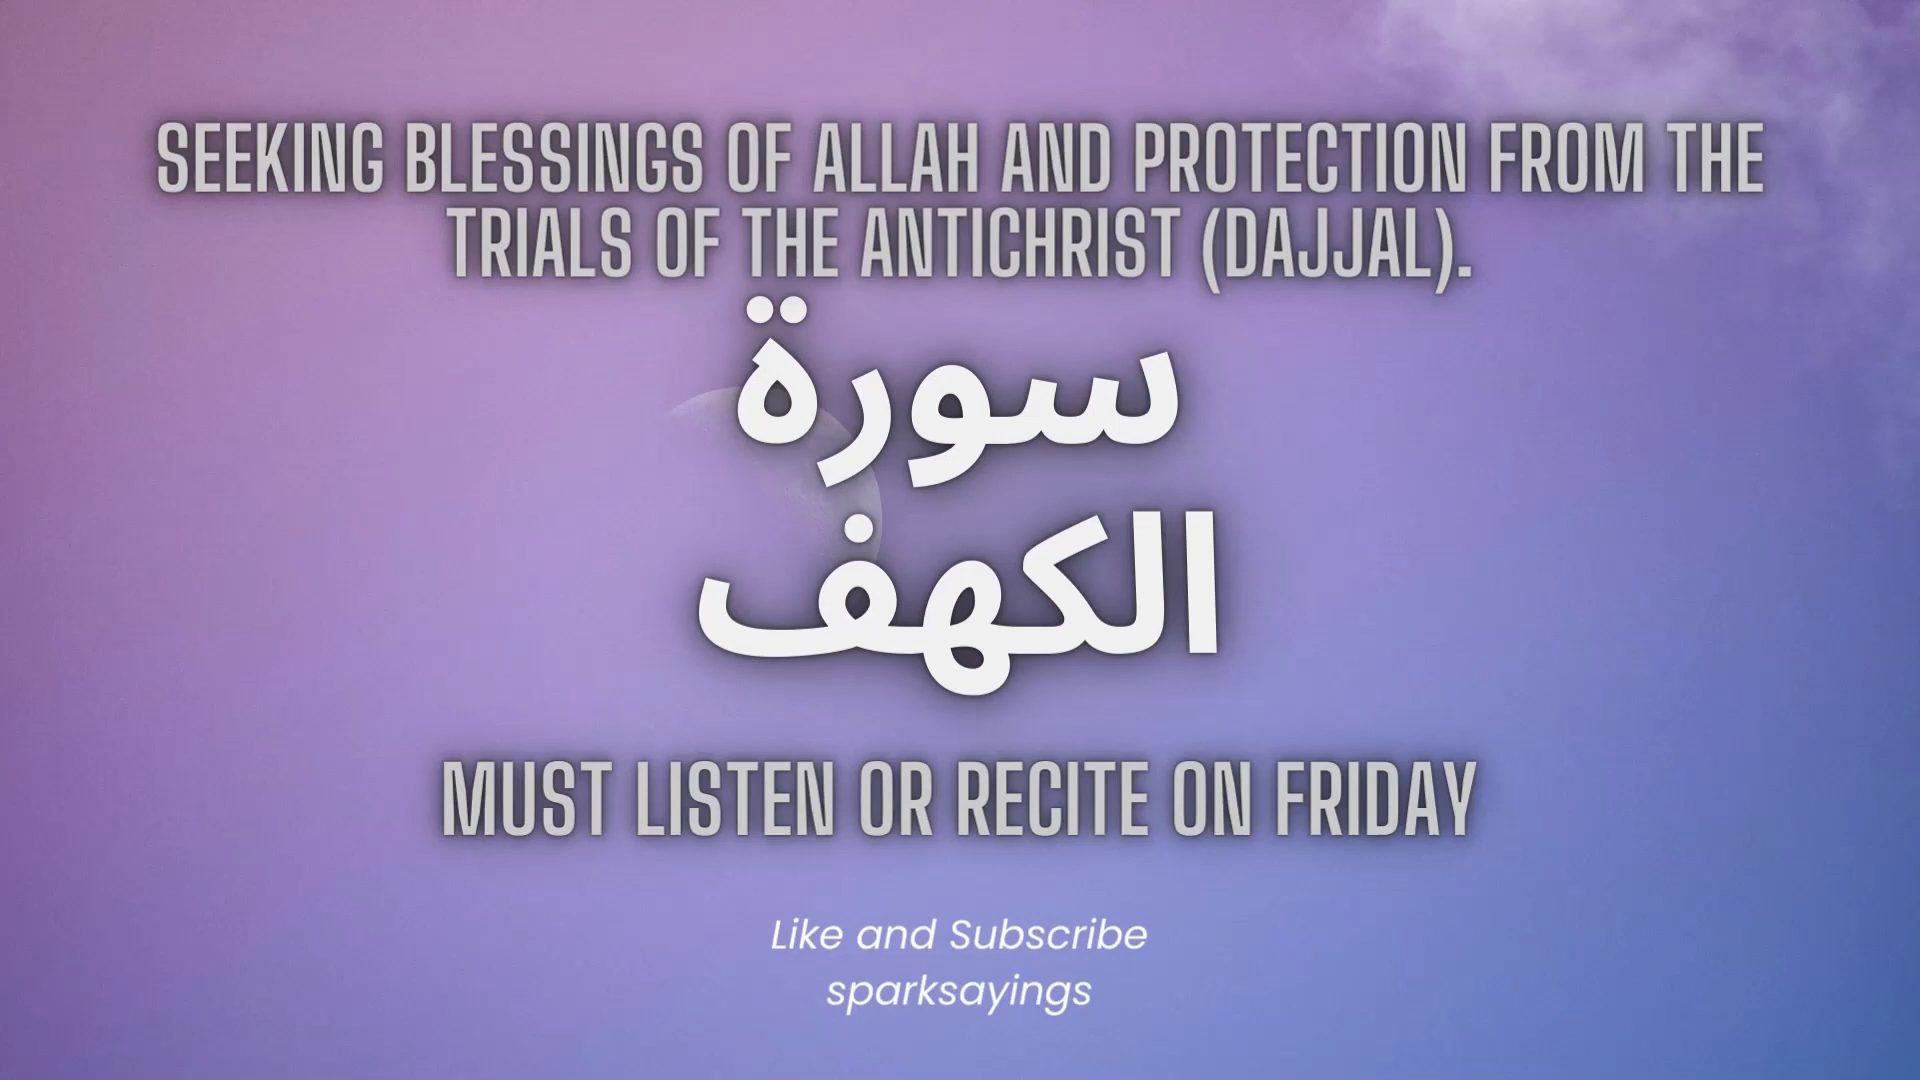 SEEKING BLESSINGS OF ALLAH AND PROTECTION FROM THE
TRIALS OF THE ANTICHRIST (DAJJAL).
سورة
الكهف
MUST LISTEN OR RECITE ON FRIDAY
Like and Subscribe
sparksayings